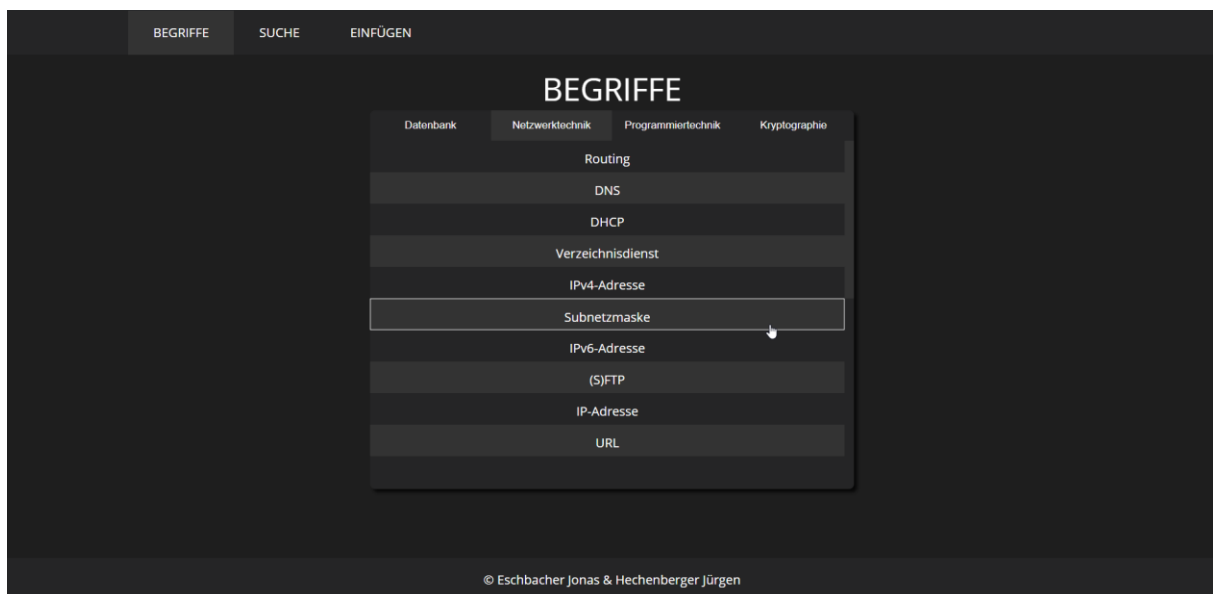 BEGRIFFE SUCHE EINFÜGEN
BEGRIFFE
Datenbank Netzwerktechnik Programmiertechnik Kryptographie
Routing
DNS
DHCP
Verzeichnisdienst
IPv4-Adresse
Subnetzmaske
IPv6-Adresse
(S)FTP
IP-Adresse
URL
© Eschbacher Jonas & Hechenberger Jürgen